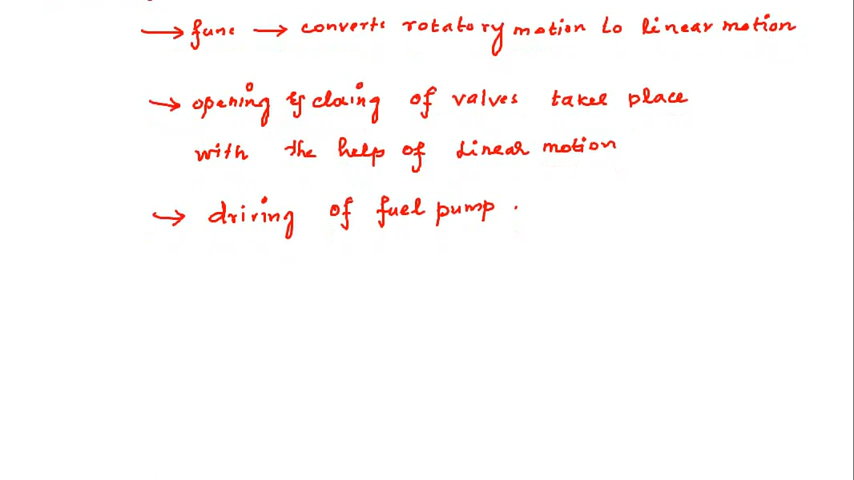 → func → converts rotatory motion to linear motion
→ opening & closing of valves takes place
with the help of linear motion
→ driving of fuel pump.